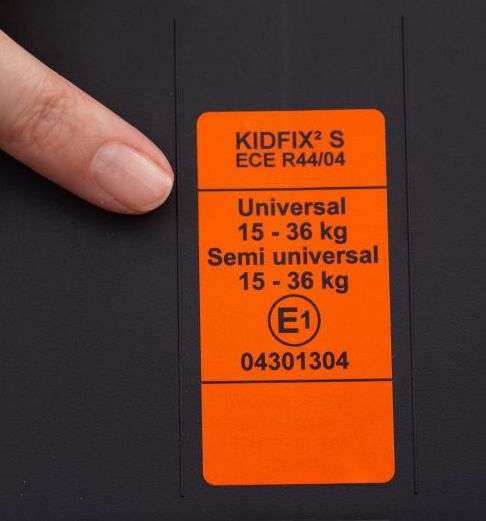 KIDFIX² S
ECE R44/04
Universal
15 - 36 kg
Semi universal
15 - 36 kg
E1
04301304